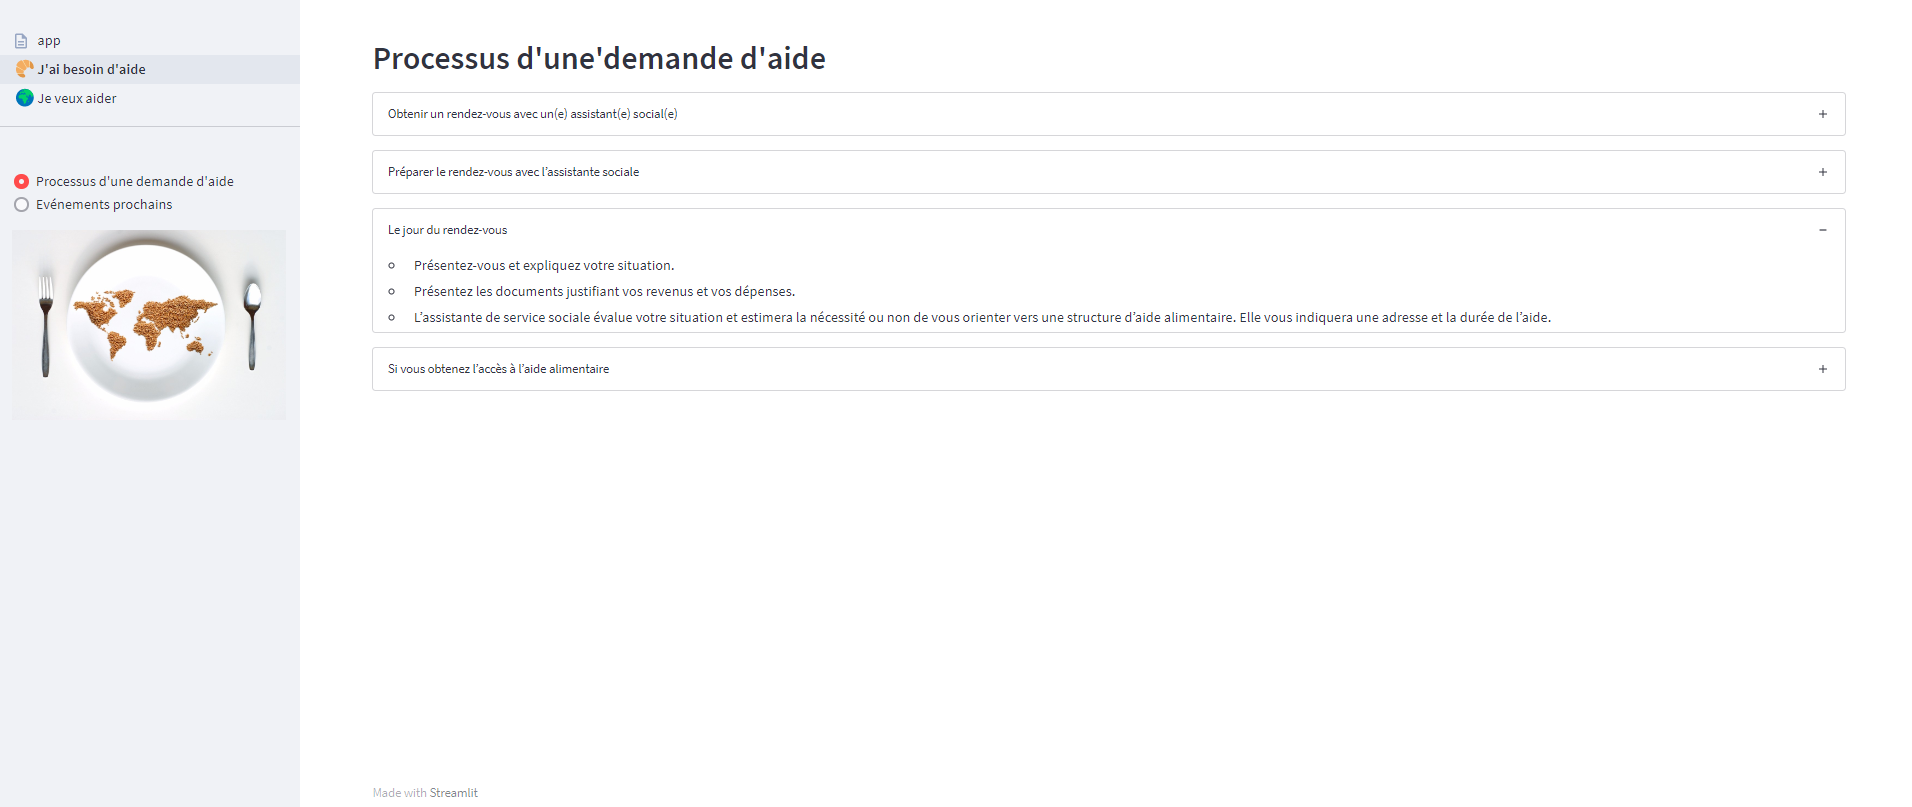 app
J'ai besoin d'aide
Je veux aider
Processus d'une demande d'aide
Evénements prochains
Processus d'une'demande d'aide
Obtenir un rendez-vous avec un(e) assistant(e) social(e)
Préparer le rendez-vous avec l’assistante sociale
Le jour du rendez-vous
Présentez-vous et expliquez votre situation.
Présentez les documents justifiant vos revenus et vos dépenses.
L’assistante de service sociale évalue votre situation et estimera la nécessité ou non de vous orienter vers une structure d’aide alimentaire. Elle vous indiquera une adresse et la durée de l’aide.
Si vous obtenez l’accès à l’aide alimentaire
Made with Streamlit